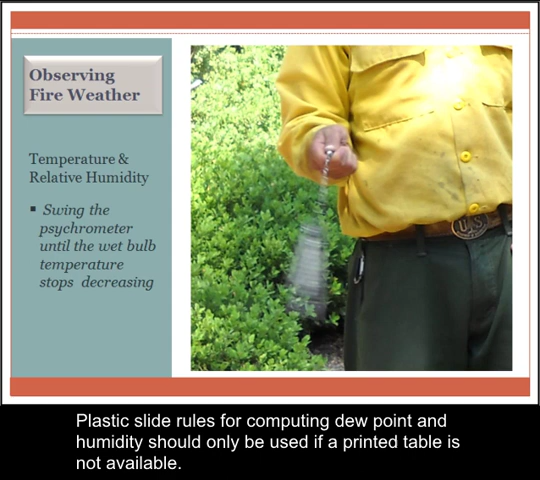 Observing
Fire Weather
Temperature &
Relative Humidity
▪ Swing the
psychrometer
until the wet bulb
temperature
stops decreasing
U.S.
Plastic slide rules for computing dew point and
humidity should only be used if a printed table is
not available.